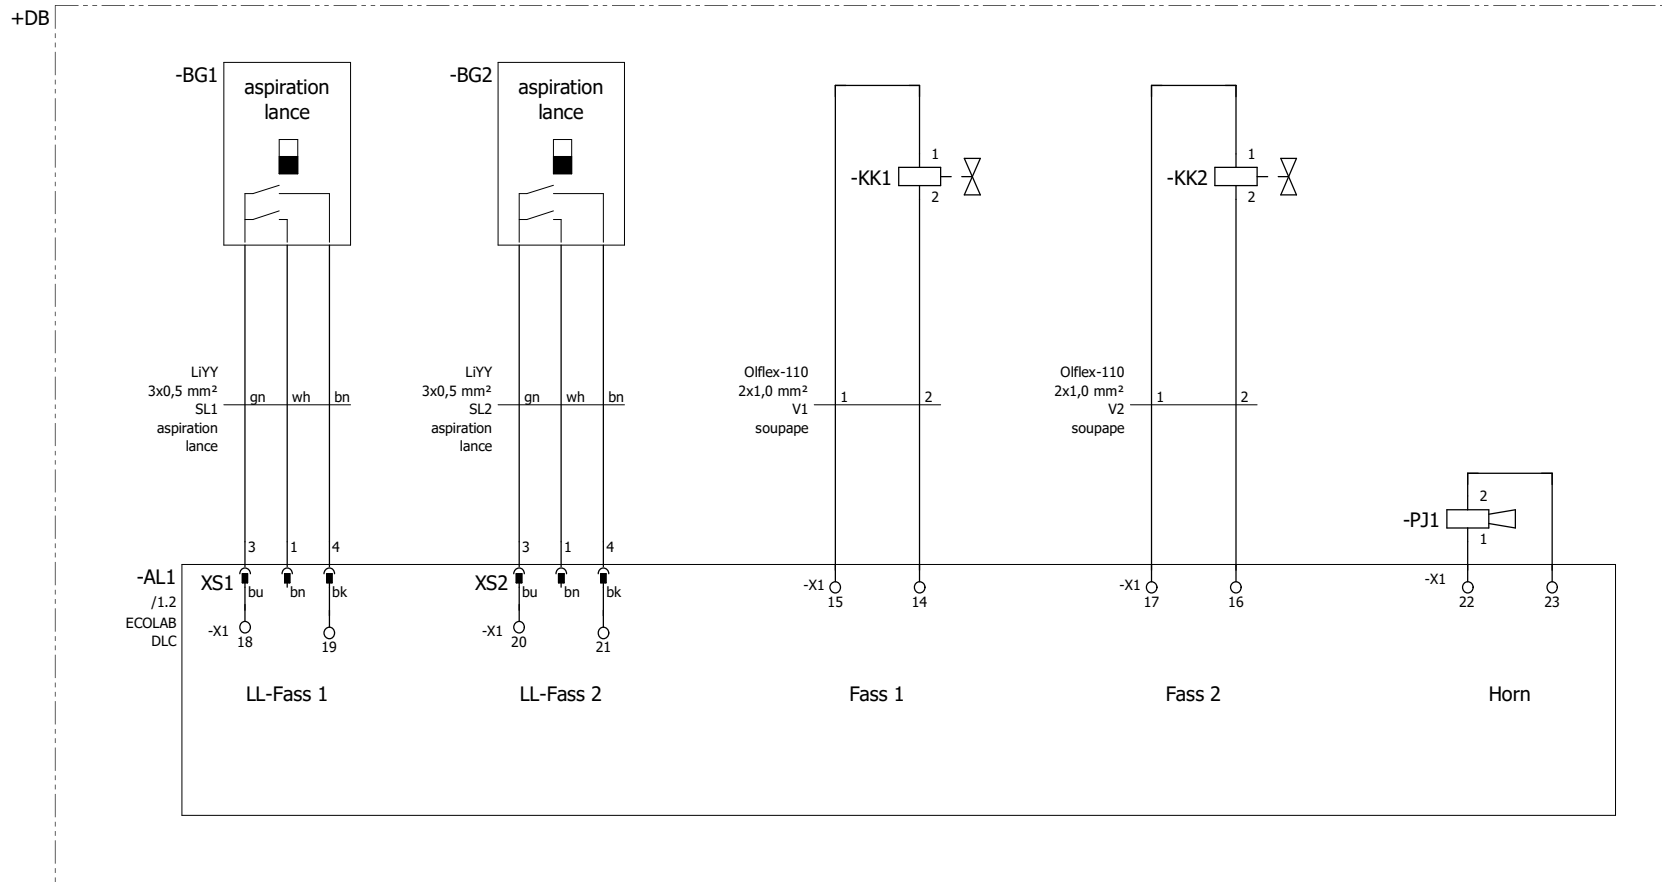 +DB
-BG1
aspiration
lance
-BG2
aspiration
lance
-KK1
1
2
-KK2
1
2
LiYY
3x0,5 mm²
SL1
aspiration
lance
gn
wh
bn
LiYY
3x0,5 mm²
SL2
aspiration
lance
gn
wh
bn
Olflex-110
2x1,0 mm²
V1
soupape
1
2
Olflex-110
2x1,0 mm²
V2
soupape
1
2
-PJ1
2
1
-AL1
/1.2
ECOLAB
DLC
XS1
3
1
4
bu
bn
bk
-X1
18
19
XS2
3
1
4
bu
bn
bk
-X1
20
21
-X1
15
14
-X1
17
16
-X1
22
23
LL-Fass 1
LL-Fass 2
Fass 1
Fass 2
Horn